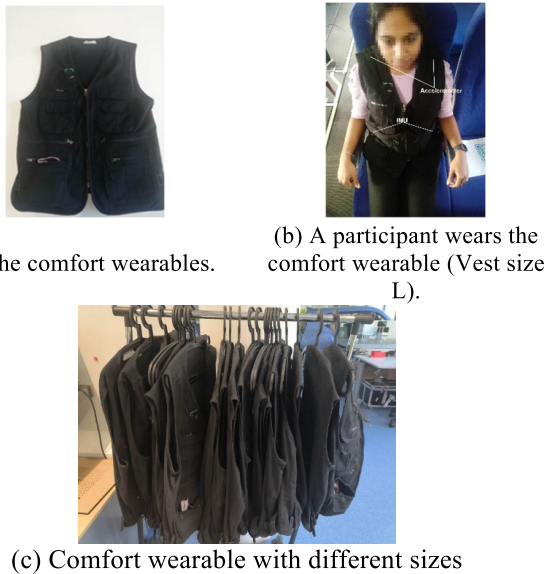 Accelerometer
IMU
he comfort wearables.
(b) A participant wears the
comfort wearable (Vest size
L).
(c) Comfort wearable with different sizes